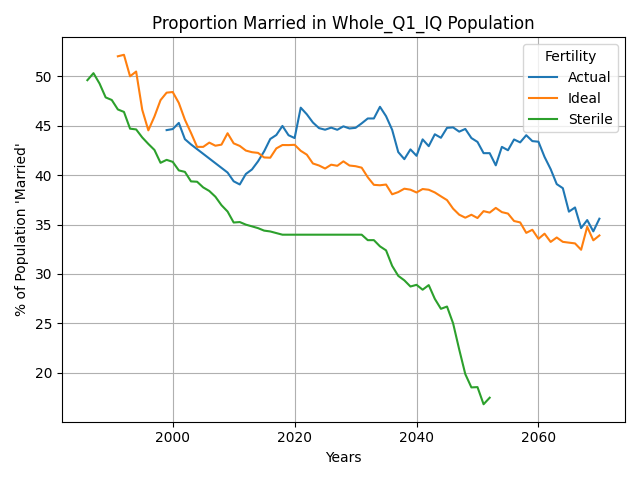 Proportion Married in Whole_Q1_IQ Population
Fertility
Actual
Ideal
Sterile
% of Population 'Married'
50
45
40
35
30
25
20
2000
2020
2040
2060
Years